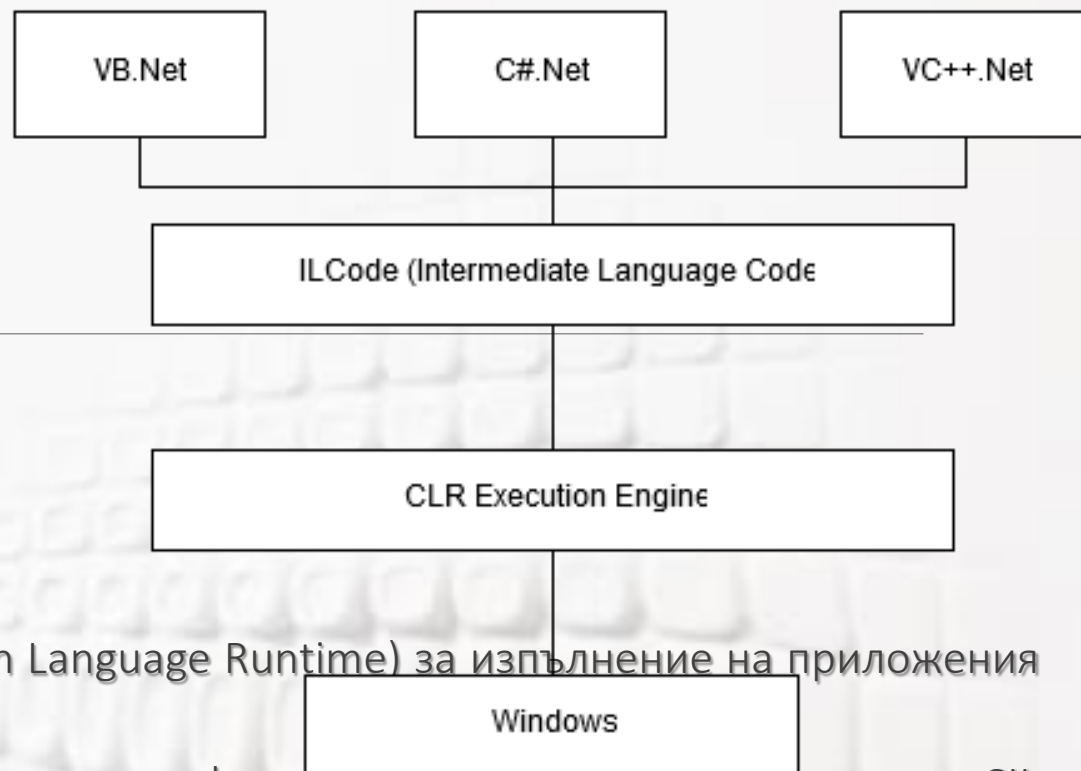 VB.Net
C#.Net
VC++.Net
ILCode (Intermediate Language Code
CLR Execution Engine
Language Runtime) за изпълнение на приложения
Windows